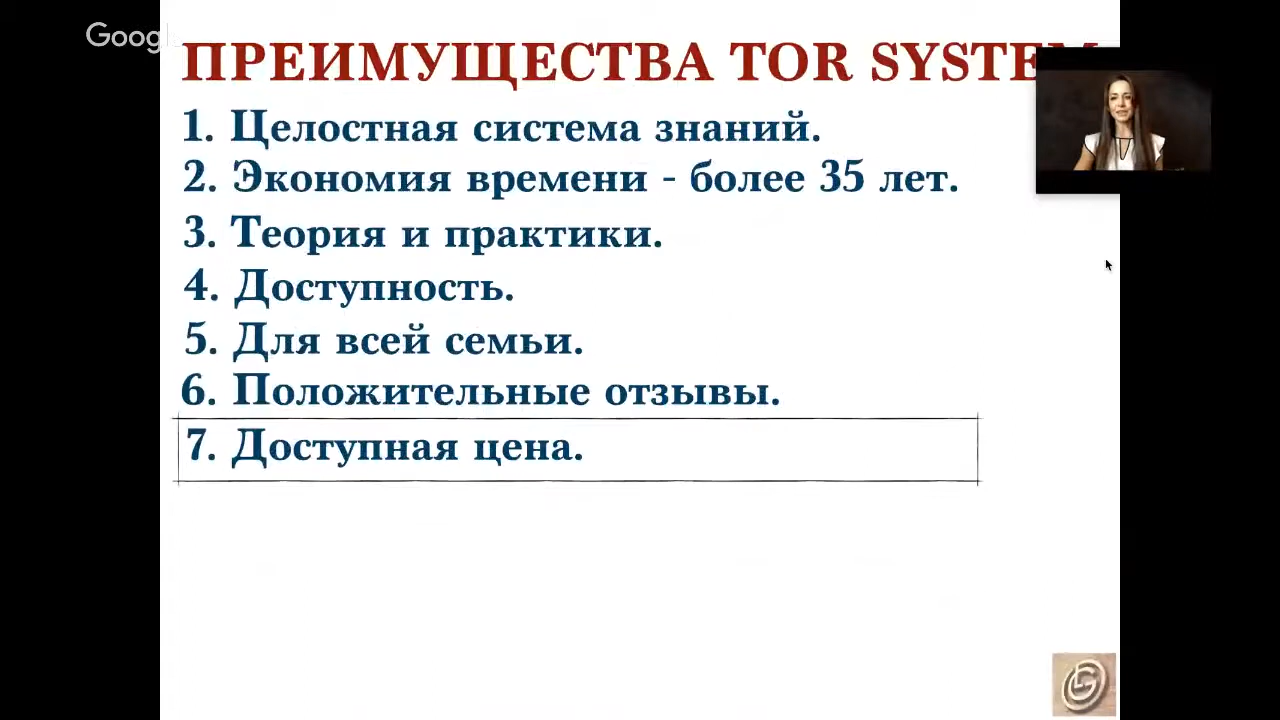 Google
ПРЕИМУЩЕСТВА TOR SYSTEM
1. Целостная система знаний.
2. Экономия времени - более 35 лет.
3. Теория и практики.
4. Доступность.
5. Для всей семьи.
6. Положительные отзывы.
7. Доступная цена.